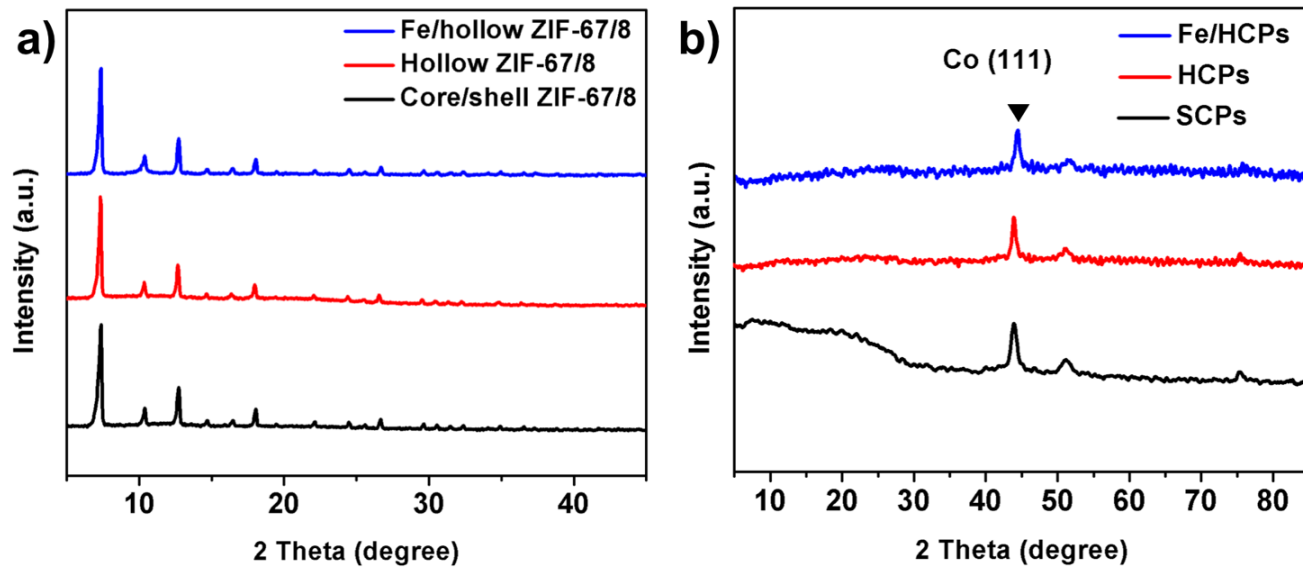 a)
Fe/hollow ZIF-67/8
Hollow ZIF-67/8
Core/shell ZIF-67/8
Intensity (a.u.)
10 20 30 40
2 Theta (degree)
b)
Fe/HCPs
HCPs
SCPs
Co (111)
Intensity (a.u.)
10 20 30 40 50 60 70 80
2 Theta (degree)